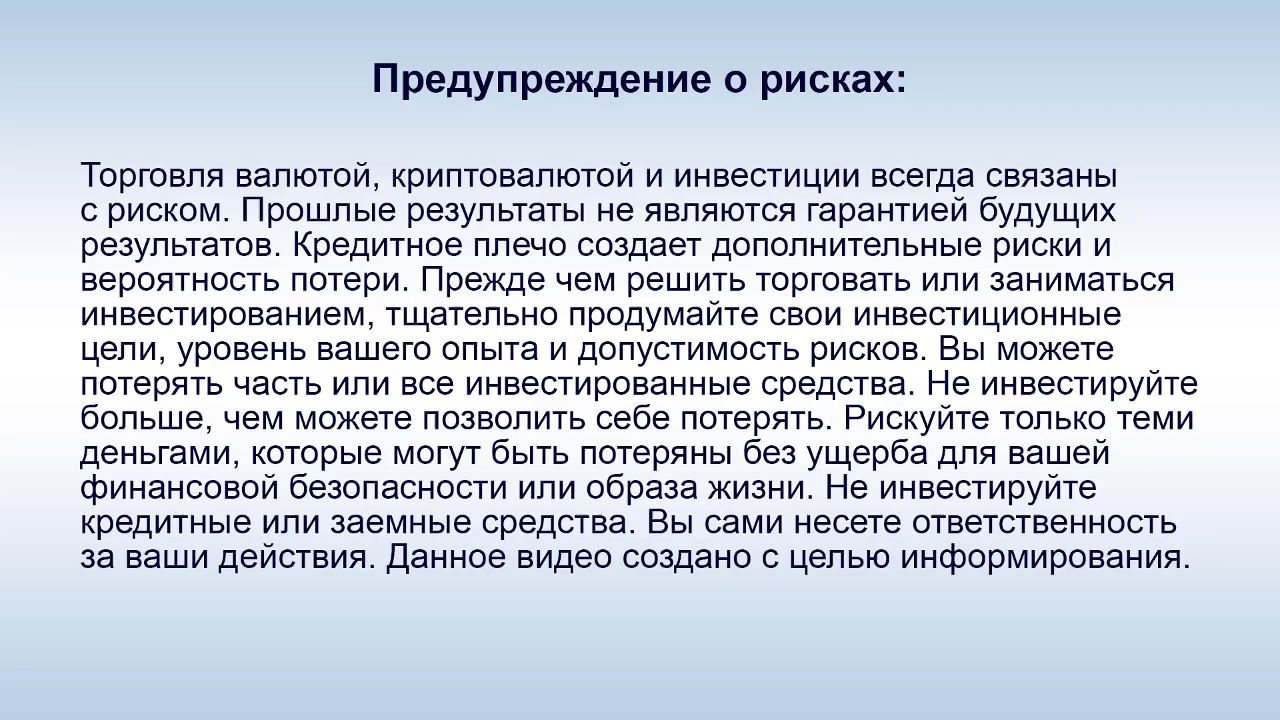 Предупреждение о рисках:
Торговля валютой, криптовалютой и инвестиции всегда связаны
с риском. Прошлые результаты не являются гарантией будущих
результатов. Кредитное плечо создает дополнительные риски и
вероятность потери. Прежде чем решить торговать или заниматься
инвестированием, тщательно продумайте свои инвестиционные
цели, уровень вашего опыта и допустимость рисков. Вы можете
потерять часть или все инвестированные средства. Не инвестируйте
больше, чем можете позволить себе потерять. Рискуйте только теми
деньгами, которые могут быть потеряны без ущерба для вашей
финансовой безопасности или образа жизни. Не инвестируйте
кредитные или заемные средства. Вы сами несете ответственность
за ваши действия. Данное видео создано с целью информирования.